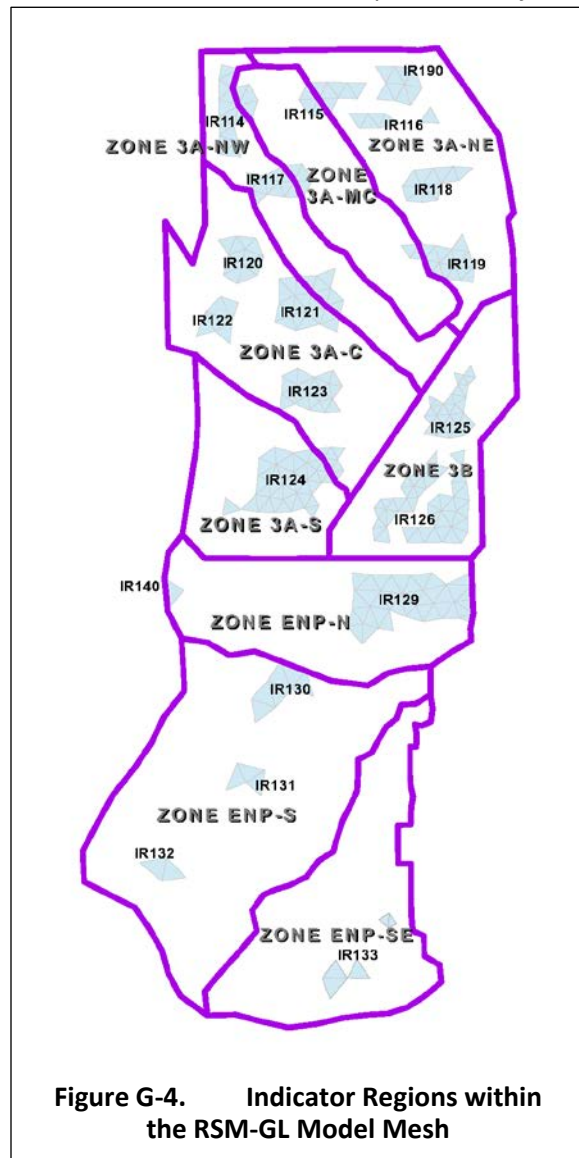 IR190
IR114
IR115
IR116
ZONE 3A-NW
ZONE 3A-NE
IR117
ZONE
3A-MC
IR118
IR120
IR119
IR122
IR121
ZONE 3A-C
IR123
IR125
ZONE 3B
IR124
ZONE 3A-S
IR126
IR140
IR129
ZONE ENP-N
IR130
IR131
ZONE ENP-S
IR132
ZONE ENP-SE
IR133
Figure G-4. Indicator Regions within
the RSM-GL Model Mesh